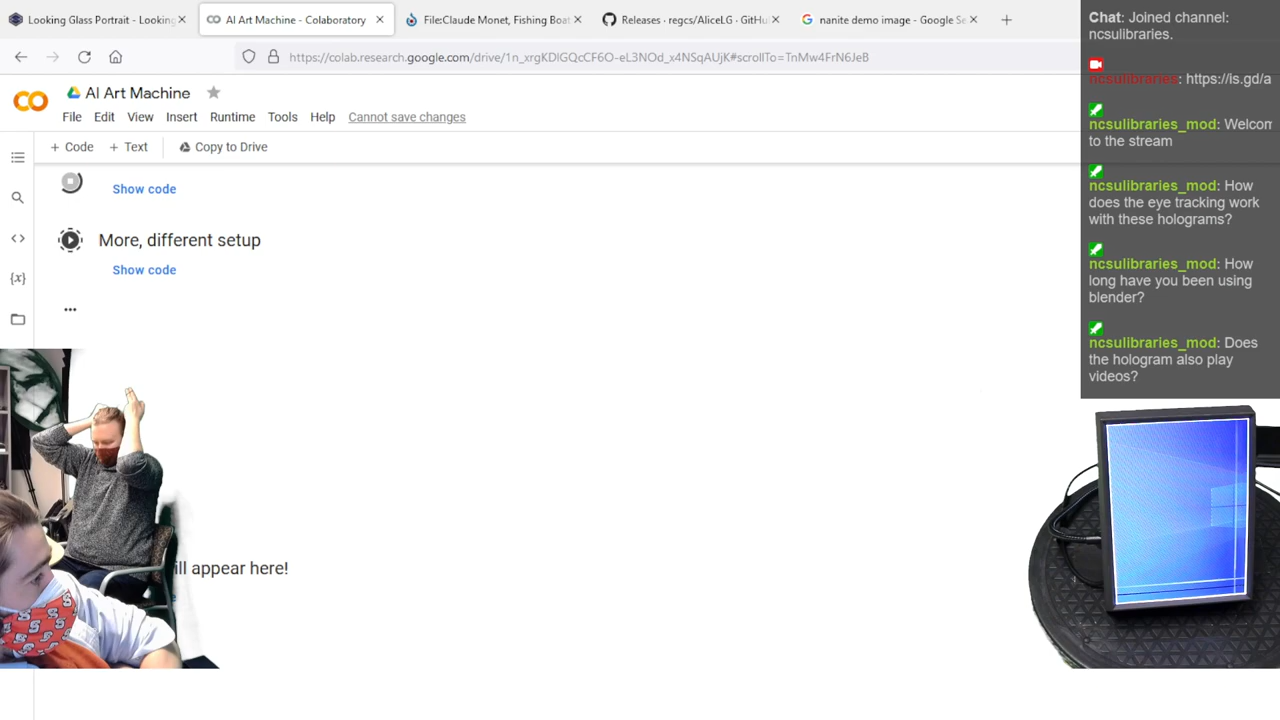 Looking Glass Portrait - Looking
AI Art Machine - Colaboratory
File:Claude Monet, Fishing Boat
Releases · regcs/AliceLG · GitHu
nanite demo image - Google Se
https://colab.research.google.com/drive/1n_xrgKDlGQcCF6O-eL3NOd_x4NSqAUjK#scrollTo=TnMw4FrN6JeB
AI Art Machine
File Edit View Insert Runtime Tools Help Cannot save changes
+ Code + Text Copy to Drive
Show code
More, different setup
Show code
...
ill appear here!
Chat: Joined channel:
ncsulibraries.
ncsulibraries: https://is.gd/a
ncsulibraries_mod: Welcom
to the stream
ncsulibraries_mod: How
does the eye tracking work
with these holograms?
ncsulibraries_mod: How
long have you been using
blender?
ncsulibraries_mod: Does
the hologram also play
videos?